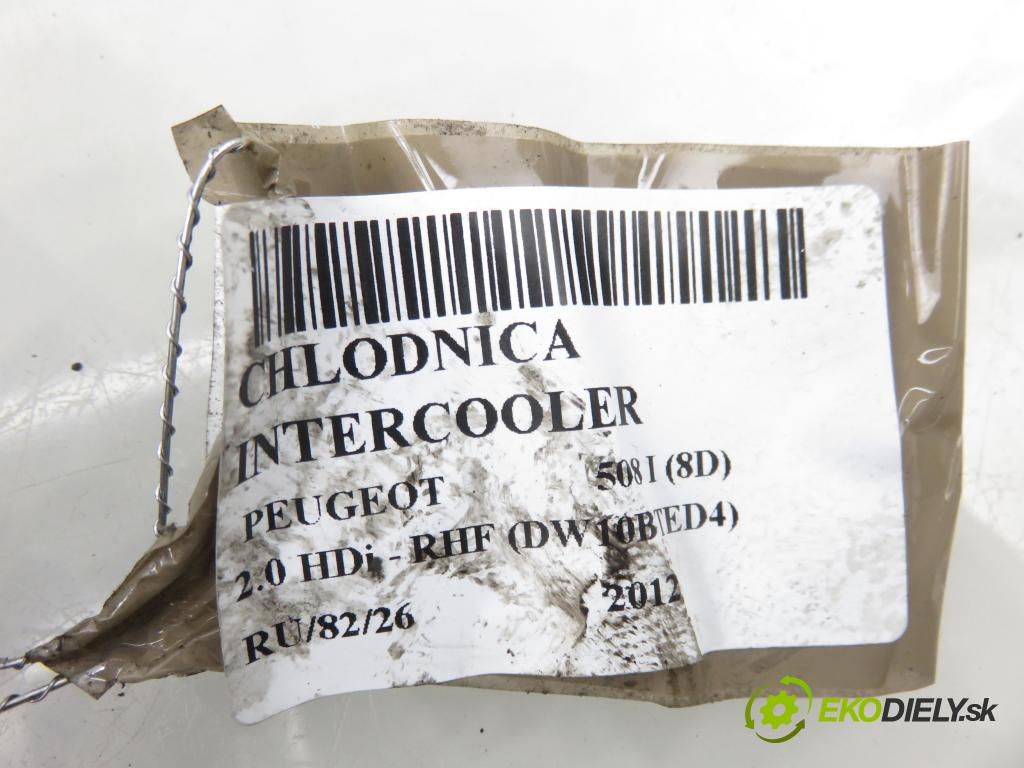 CHLODNICA
INTERCOOLER
PEUGEOT 508 I (8D)
2.0 HDi - RHF (DW10BTED4)
RU/82/26 2012
EKODIELY.sk